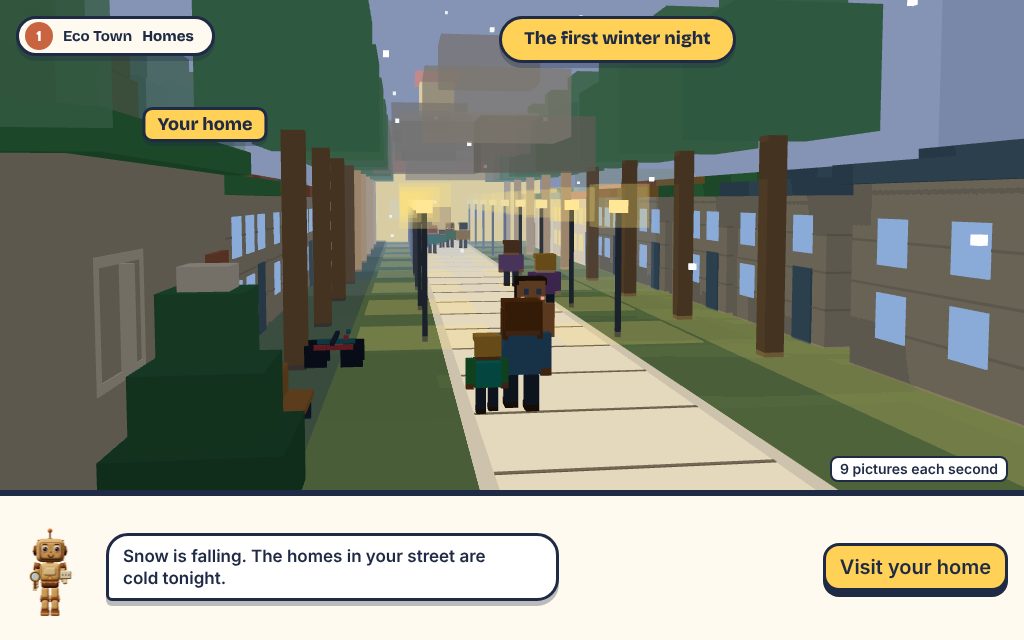 1 Eco Town Homes
The first winter night
Your home
9 pictures each second
Snow is falling. The homes in your street are
cold tonight.
Visit your home